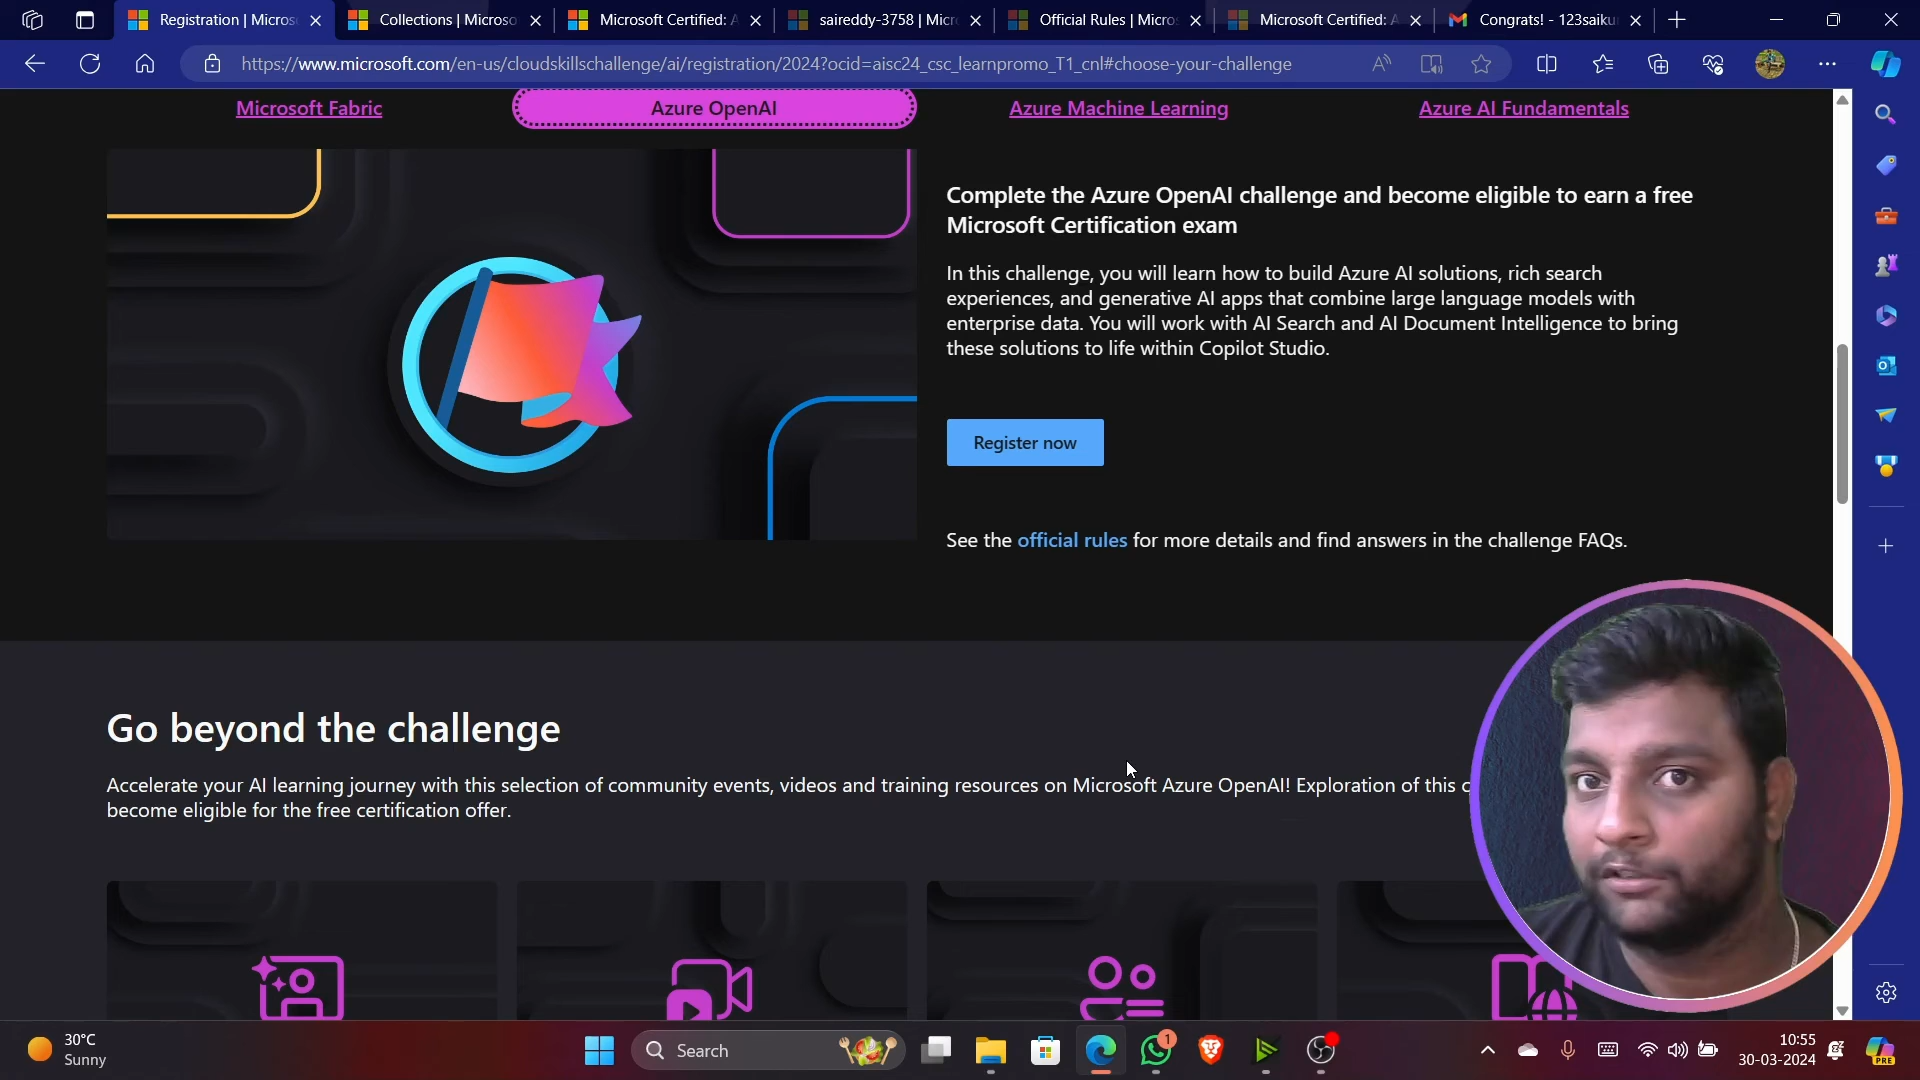 Registration | Micros
Collections | Microso
Microsoft Certified: A
saireddy-3758 | Micr
Official Rules | Micro
Microsoft Certified: A
Congrats! - 123saiku
https://www.microsoft.com/en-us/cloudskillschallenge/ai/registration/2024?ocid=aisc24_csc_learnpromo_T1_cnl#choose-your-challenge
Microsoft Fabric
Azure OpenAI
Azure Machine Learning
Azure AI Fundamentals
Complete the Azure OpenAI challenge and become eligible to earn a free
Microsoft Certification exam
In this challenge, you will learn how to build Azure AI solutions, rich search
experiences, and generative AI apps that combine large language models with
enterprise data. You will work with AI Search and AI Document Intelligence to bring
these solutions to life within Copilot Studio.
Register now
See the official rules for more details and find answers in the challenge FAQs.
Go beyond the challenge
Accelerate your AI learning journey with this selection of community events, videos and training resources on Microsoft Azure OpenAI! Exploration of this c
become eligible for the free certification offer.
30°C
Sunny
Search
1
10:55
30-03-2024
PRE